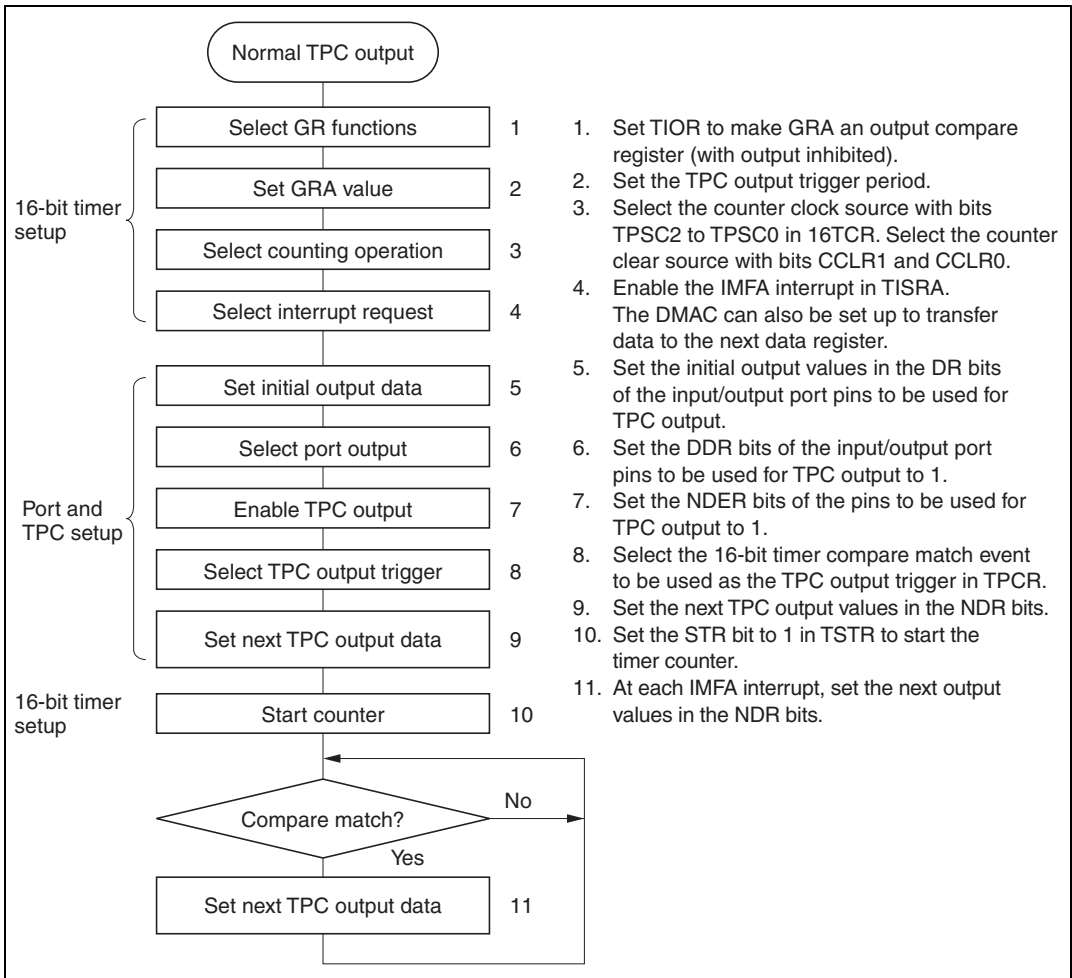 Normal TPC output
16-bit timer
setup
Select GR functions
1
Set GRA value
2
Select counting operation
3
Select interrupt request
4
Port and
TPC setup
Set initial output data
5
Select port output
6
Enable TPC output
7
Select TPC output trigger
8
Set next TPC output data
9
16-bit timer
setup
Start counter
10
Compare match?
No
Yes
Set next TPC output data
11
1. Set TIOR to make GRA an output compare
register (with output inhibited).
2. Set the TPC output trigger period.
3. Select the counter clock source with bits
TPSC2 to TPSC0 in 16TCR. Select the counter
clear source with bits CCLR1 and CCLR0.
4. Enable the IMFA interrupt in TISRA.
The DMAC can also be set up to transfer
data to the next data register.
5. Set the initial output values in the DR bits
of the input/output port pins to be used for
TPC output.
6. Set the DDR bits of the input/output port
pins to be used for TPC output to 1.
7. Set the NDER bits of the pins to be used for
TPC output to 1.
8. Select the 16-bit timer compare match event
to be used as the TPC output trigger in TPCR.
9. Set the next TPC output values in the NDR bits.
10. Set the STR bit to 1 in TSTR to start the
timer counter.
11. At each IMFA interrupt, set the next output
values in the NDR bits.